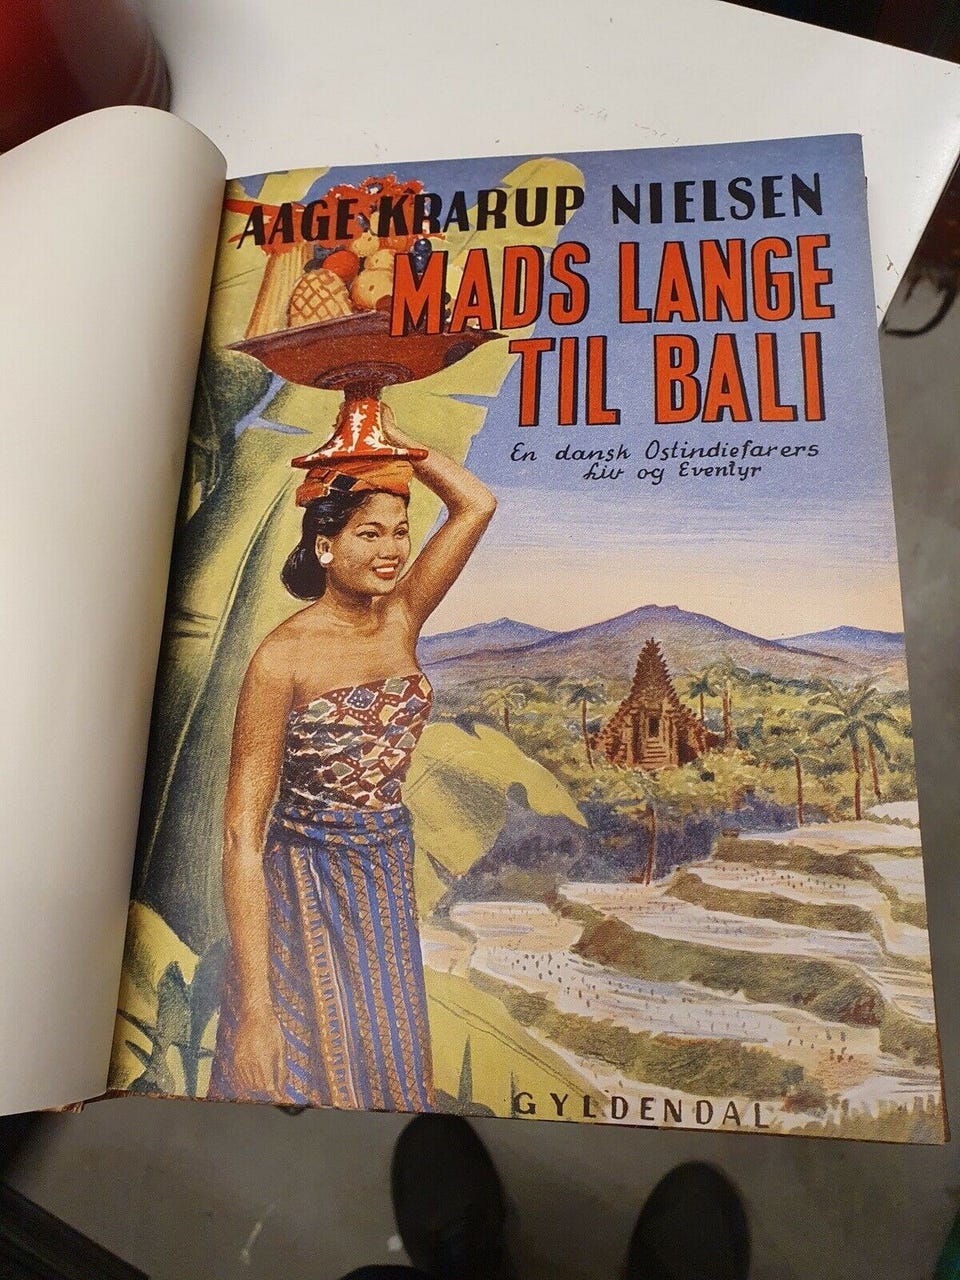 AAGE KRARUP NIELSEN
MADS LANGE
TIL BALI
En dansk Ostindiefarers
Liv og Eventyr
GYLDENDAL